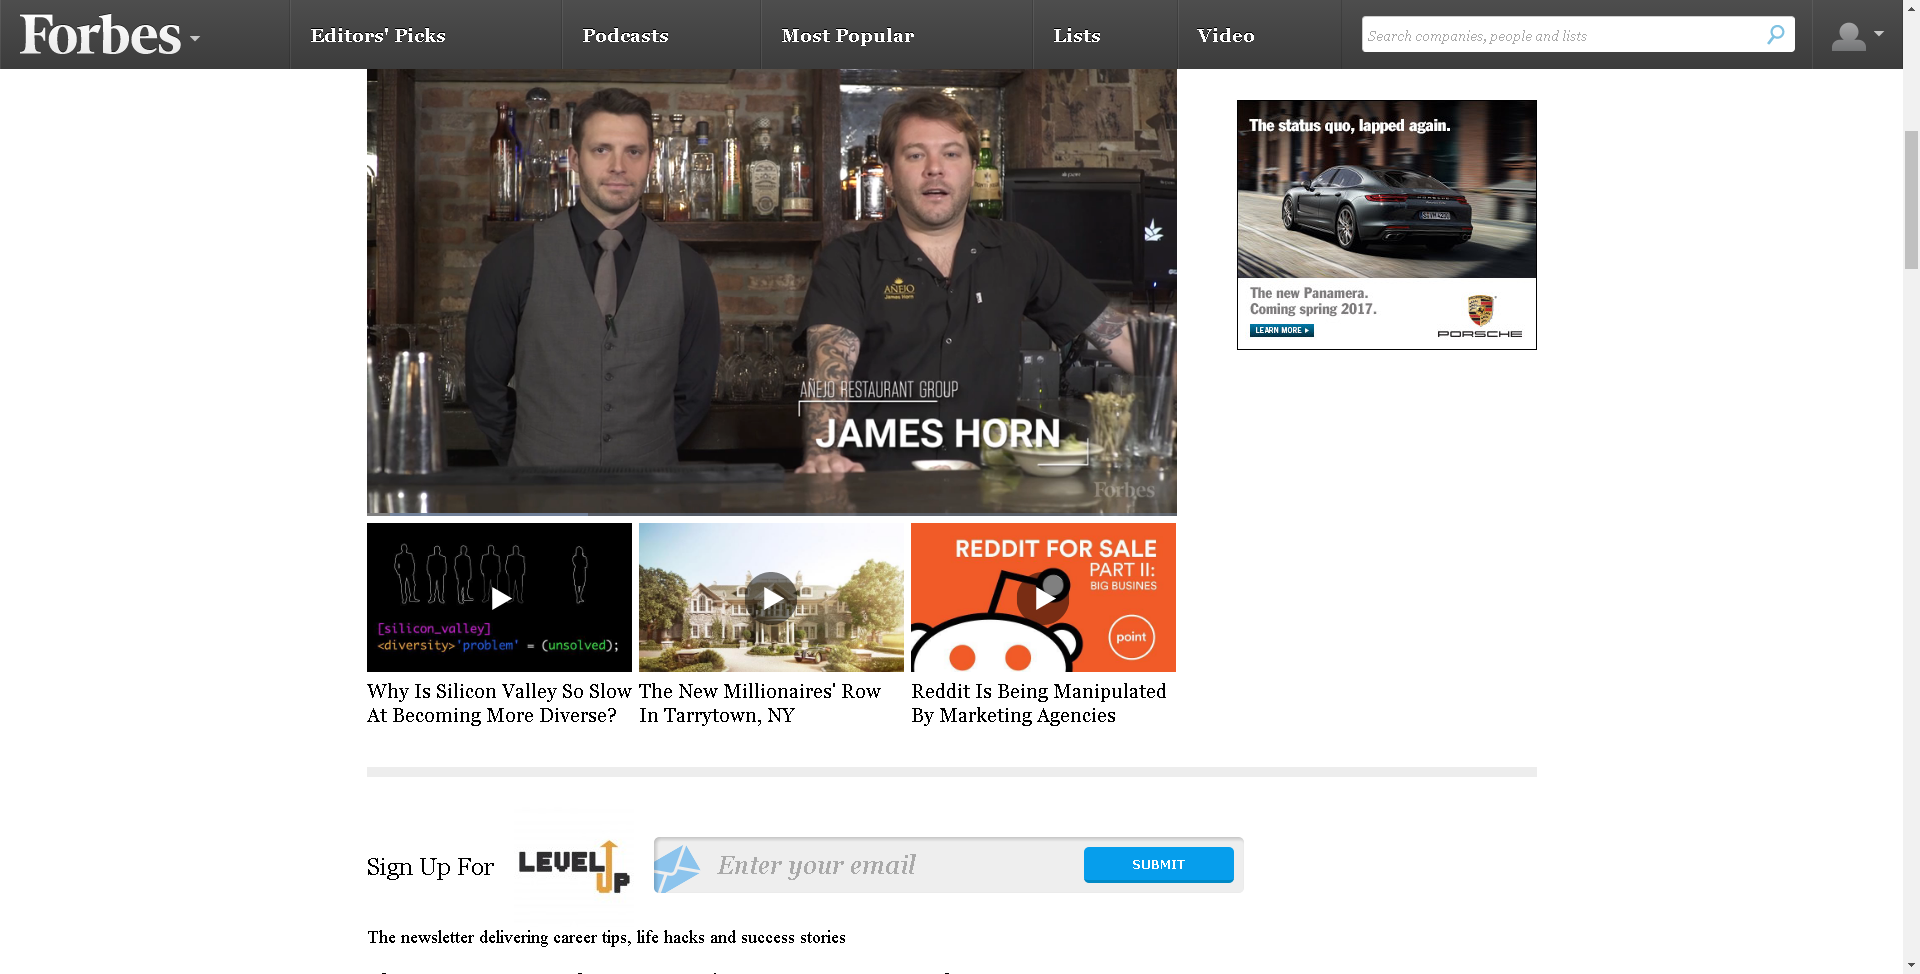 Forbes
Editors' Picks
Podcasts
Most Popular
Lists
Video
Search companies, people and lists
AÑEJO
James Horn
AÑEJO RESTAURANT GROUP
JAMES HORN
Forbes
The status quo, lapped again.
The new Panamera.
Coming spring 2017.
LEARN MORE
PORSCHE
[silicon_valley]
<diversity>'problem' = (unsolved);
REDDIT FOR SALE
PART II:
BIG BUSINES
point
Why Is Silicon Valley So Slow
At Becoming More Diverse?
The New Millionaires' Row
In Tarrytown, NY
Reddit Is Being Manipulated
By Marketing Agencies
Sign Up For
LEVEL UP
Enter your email
SUBMIT
The newsletter delivering career tips, life hacks and success stories